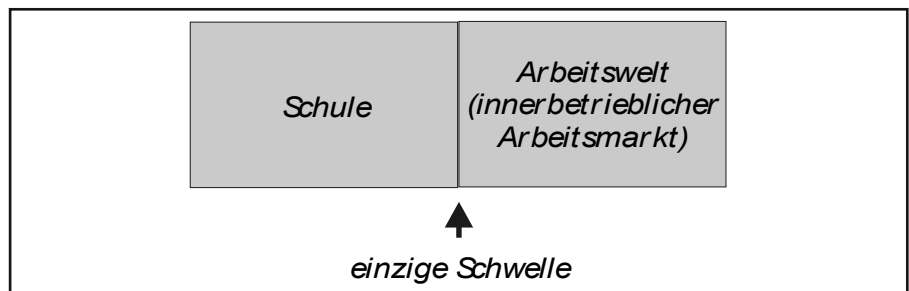 Schule
Arbeitswelt
(innerbetrieblicher
Arbeitsmarkt)
einzige Schwelle